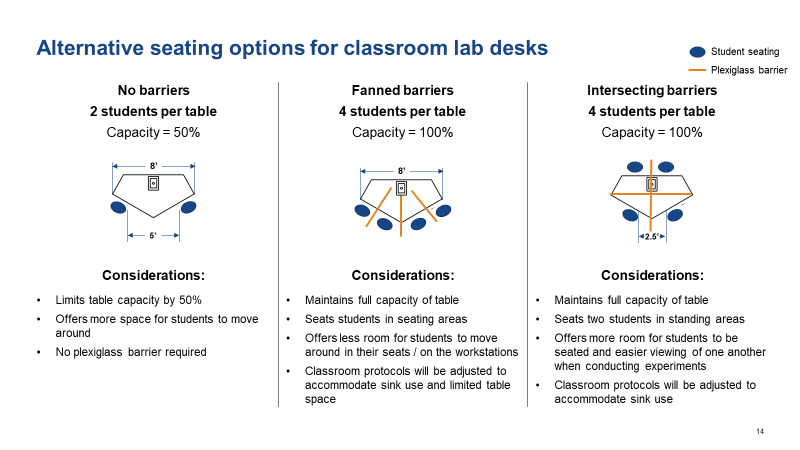 Alternative seating options for classroom lab desks
Student seating
Plexiglass barrier
No barriers
2 students per table
Capacity = 50%
8'
5'
Considerations:
• Limits table capacity by 50%
• Offers more space for students to move
around
• No plexiglass barrier required
Fanned barriers
4 students per table
Capacity = 100%
8'
Considerations:
• Maintains full capacity of table
• Seats students in seating areas
• Offers less room for students to move
around in their seats / on the workstations
• Classroom protocols will be adjusted to
accommodate sink use and limited table
space
Intersecting barriers
4 students per table
Capacity = 100%
2.5'
Considerations:
• Maintains full capacity of table
• Seats two students in standing areas
• Offers more room for students to be
seated and easier viewing of one another
when conducting experiments
• Classroom protocols will be adjusted to
accommodate sink use
14